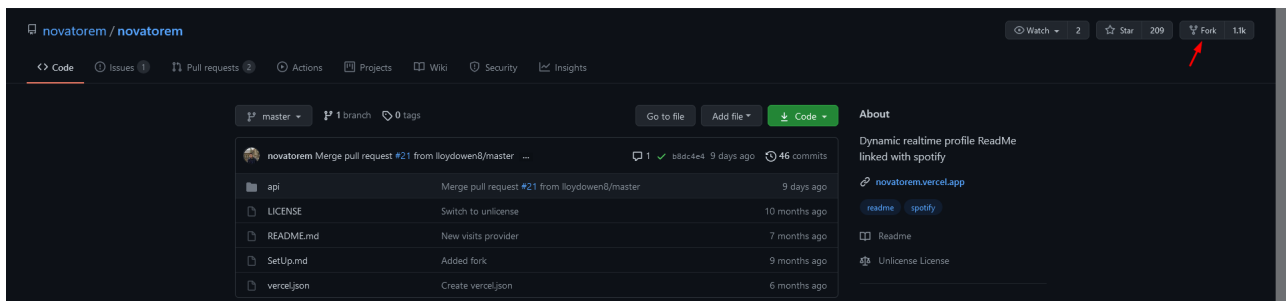 novatorem / novatorem
Watch 2 Star 209 Fork 1.1k
Code Issues 1 Pull requests 2 Actions Projects Wiki Security Insights
master 1 branch 0 tags Go to file Add file Code
About
Dynamic realtime profile ReadMe
linked with spotify
novatorem.vercel.app
readme spotify
Readme
Unlicense License
novatorem Merge pull request #21 from lloydowen8/master ... 1 b8dc4e4 9 days ago 46 commits
api Merge pull request #21 from lloydowen8/master 9 days ago
LICENSE Switch to unlicense 10 months ago
README.md New visits provider 7 months ago
SetUp.md Added fork 9 months ago
vercel.json Create vercel.json 6 months ago